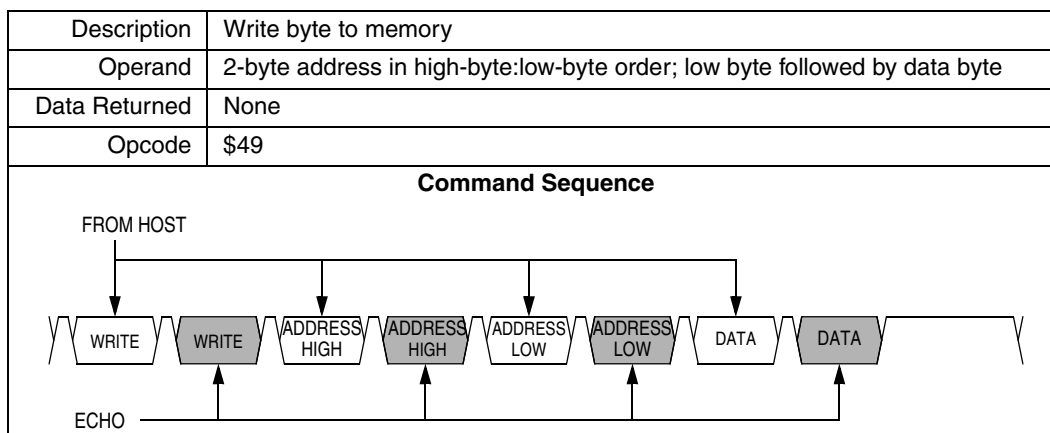 Description Write byte to memory
Operand 2-byte address in high-byte:low-byte order; low byte followed by data byte
Data Returned None
Opcode $49
Command Sequence
FROM HOST
WRITE WRITE ADDRESS HIGH ADDRESS HIGH ADDRESS LOW ADDRESS LOW DATA DATA
ECHO